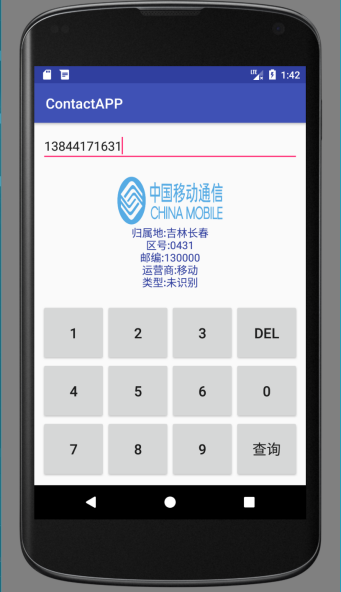 LTE 1:42
ContactAPP
13844171631
中国移动通信
CHINA MOBILE
归属地:吉林长春
区号:0431
邮编:130000
运营商:移动
类型:未识别
1 2 3 DEL
4 5 6 0
7 8 9 查询